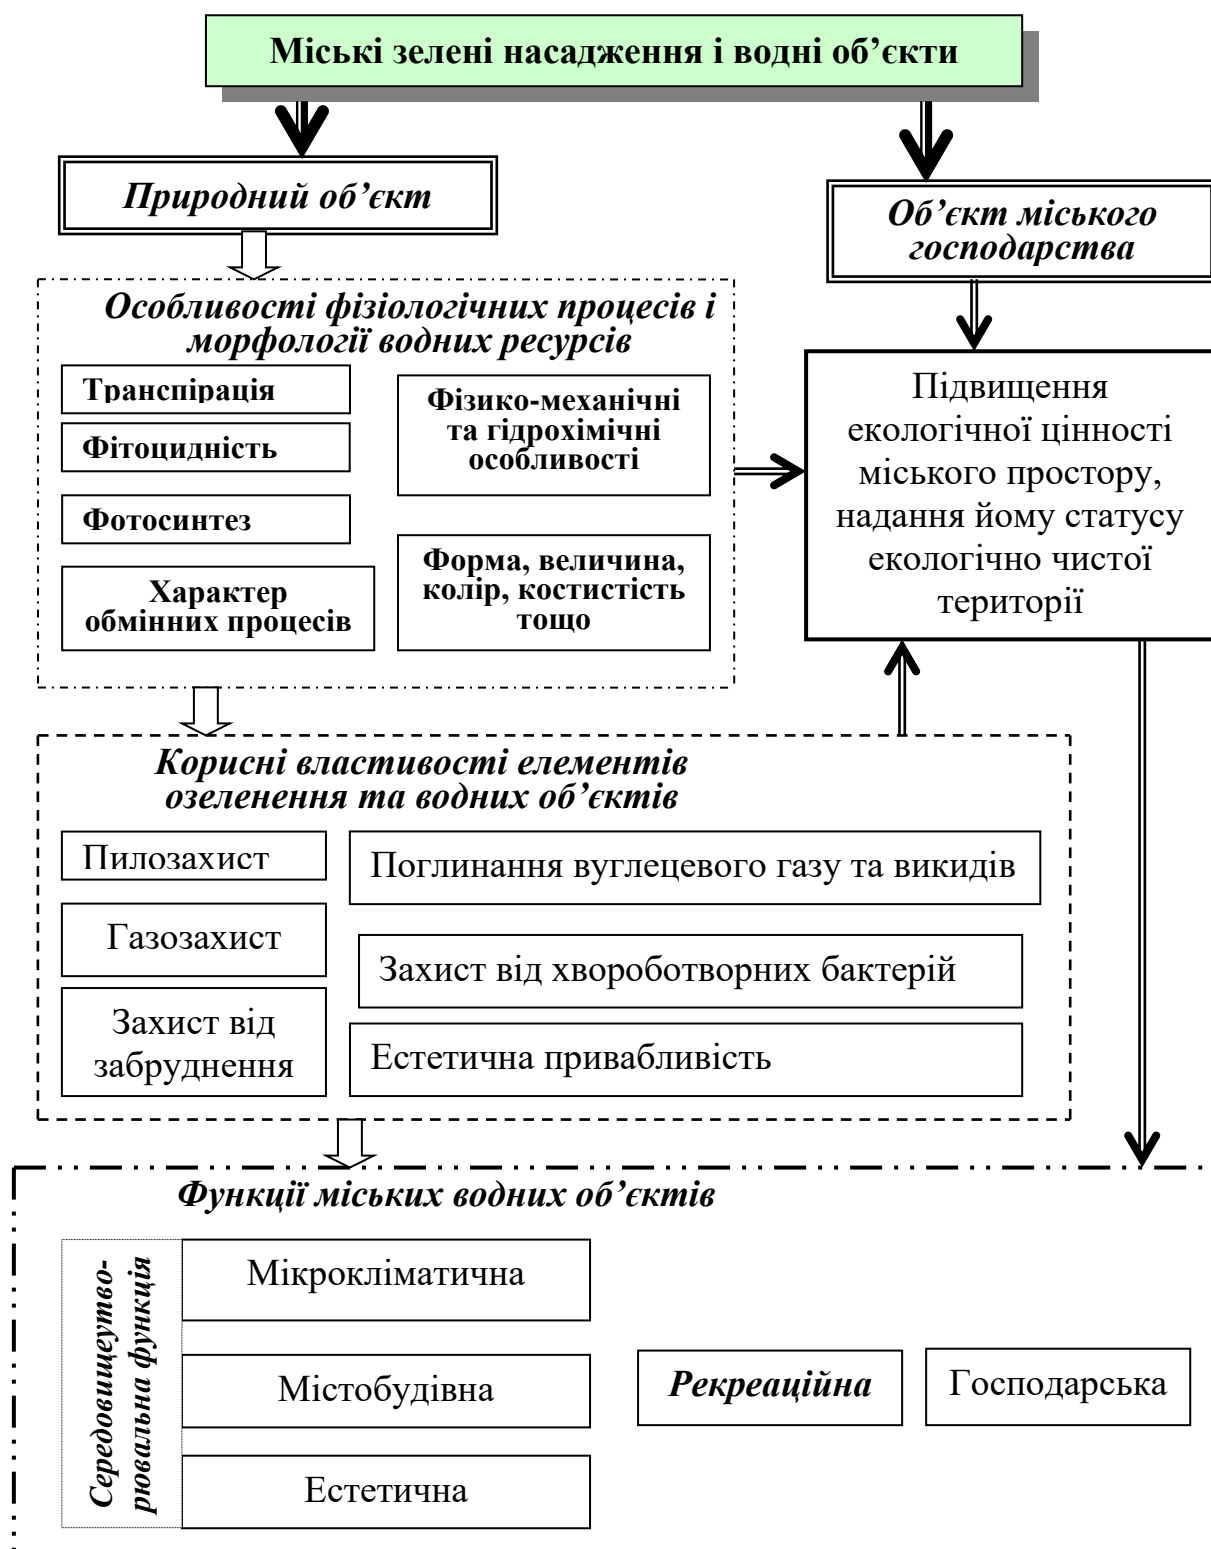 Міські зелені насадження і водні об’єкти
Природний об’єкт
Об’єкт міського
господарства
Особливості фізіологічних процесів і
морфології водних ресурсів
Транспірація
Фітоцидність
Фотосинтез
Характер
обмінних процесів
Фізико-механічні
та гідрохімічні
особливості
Форма, величина,
колір, костистість
тощо
Підвищення
екологічної цінності
міського простору,
надання йому статусу
екологічно чистої
території
Корисні властивості елементів
озеленення та водних об’єктів
Пилозахист
Газозахист
Захист від
забруднення
Поглинання вуглецевого газу та викидів
Захист від хвороботворних бактерій
Естетична привабливість
Функції міських водних об’єктів
Середовищеутво-
рювальна функція
Мікрокліматична
Містобудівна
Естетична
Рекреаційна
Господарська